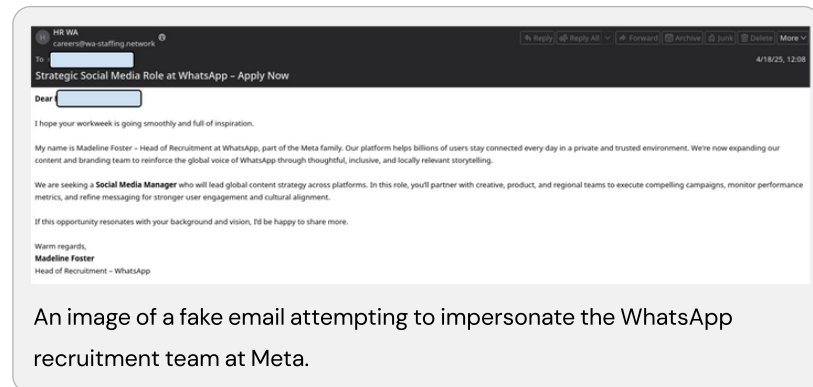 H
HR WA
careers@wa-staffing.network
Reply Reply All Forward Archive Junk Delete More
To
4/18/25, 12:08
Strategic Social Media Role at WhatsApp – Apply Now
Dear
I hope your workweek is going smoothly and full of inspiration.
My name is Madeline Foster – Head of Recruitment at WhatsApp, part of the Meta family. Our platform helps billions of users stay connected every day in a private and trusted environment. We're now expanding our
content and branding team to reinforce the global voice of WhatsApp through thoughtful, inclusive, and locally relevant storytelling.
We are seeking a Social Media Manager who will lead global content strategy across platforms. In this role, you'll partner with creative, product, and regional teams to execute compelling campaigns, monitor performance
metrics, and refine messaging for stronger user engagement and cultural alignment.
If this opportunity resonates with your background and vision, I'd be happy to share more.
Warm regards,
Madeline Foster
Head of Recruitment – WhatsApp
An image of a fake email attempting to impersonate the WhatsApp
recruitment team at Meta.